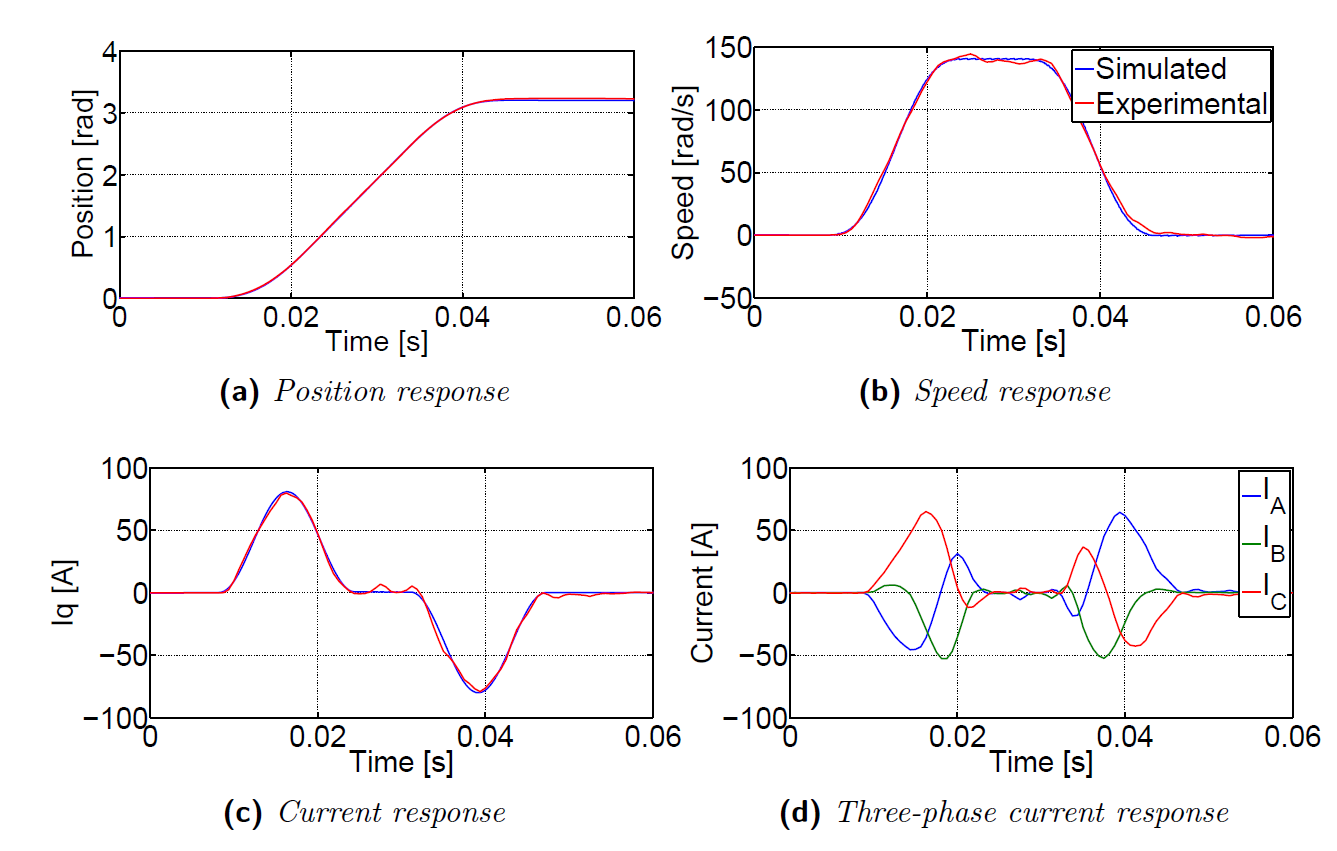 4
3
2
1
0
Position [rad]
0
0.02
0.04
0.06
Time [s]
(a) Position response
150
100
50
0
−50
Speed [rad/s]
Simulated
Experimental
0
0.02
0.04
0.06
Time [s]
(b) Speed response
100
50
0
−50
−100
Iq [A]
0
0.02
0.04
0.06
Time [s]
(c) Current response
100
50
0
−50
−100
Current [A]
I_A
I_B
I_C
0
0.02
0.04
0.06
Time [s]
(d) Three-phase current response